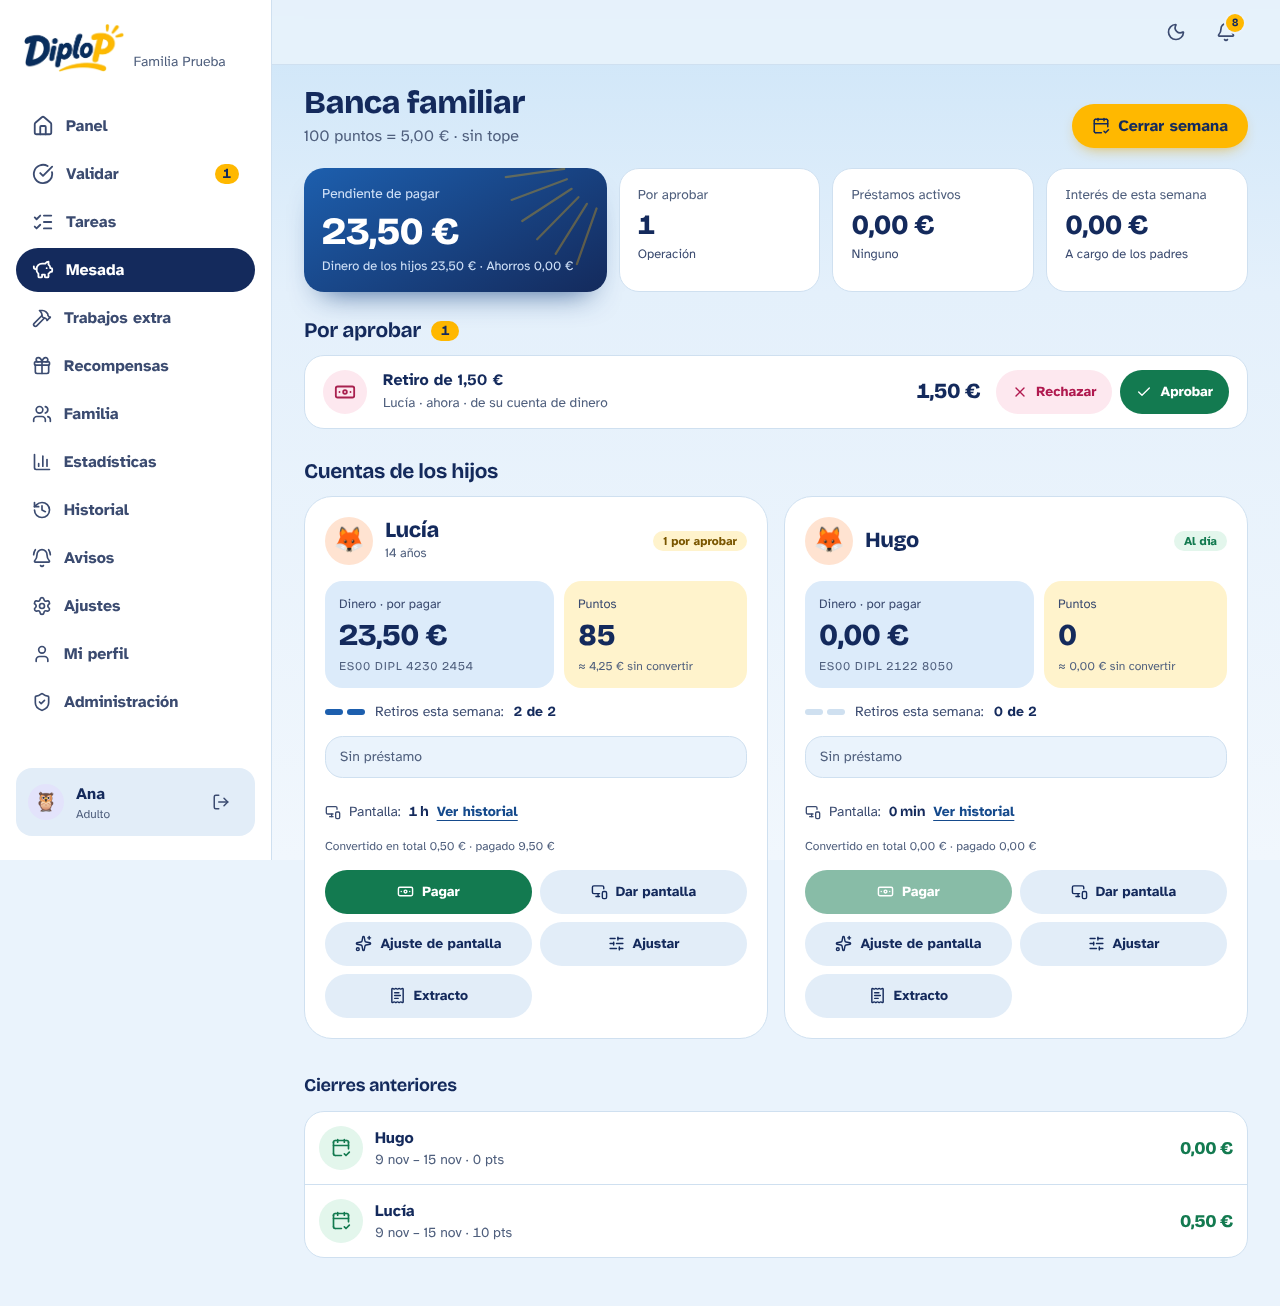 DiploP
Familia Prueba
Panel
Validar 1
Tareas
Mesada
Trabajos extra
Recompensas
Familia
Estadísticas
Historial
Avisos
Ajustes
Mi perfil
Administración
Ana
Adulto
8
Banca familiar
100 puntos = 5,00 € · sin tope
Cerrar semana
Pendiente de pagar
23,50 €
Dinero de los hijos 23,50 € · Ahorros 0,00 €
Por aprobar
1
Operación
Préstamos activos
0,00 €
Ninguno
Interés de esta semana
0,00 €
A cargo de los padres
Por aprobar 1
Retiro de 1,50 €
Lucía · ahora · de su cuenta de dinero
1,50 €
Rechazar
Aprobar
Cuentas de los hijos
Lucía
14 años
1 por aprobar
Dinero · por pagar
23,50 €
ES00 DIPL 4230 2454
Puntos
85
≈ 4,25 € sin convertir
Retiros esta semana: 2 de 2
Sin préstamo
Pantalla: 1 h Ver historial
Convertido en total 0,50 € · pagado 9,50 €
Pagar
Dar pantalla
Ajuste de pantalla
Ajustar
Extracto
Hugo
Al día
Dinero · por pagar
0,00 €
ES00 DIPL 2122 8050
Puntos
0
≈ 0,00 € sin convertir
Retiros esta semana: 0 de 2
Sin préstamo
Pantalla: 0 min Ver historial
Convertido en total 0,00 € · pagado 0,00 €
Pagar
Dar pantalla
Ajuste de pantalla
Ajustar
Extracto
Cierres anteriores
Hugo
9 nov – 15 nov · 0 pts
0,00 €
Lucía
9 nov – 15 nov · 10 pts
0,50 €